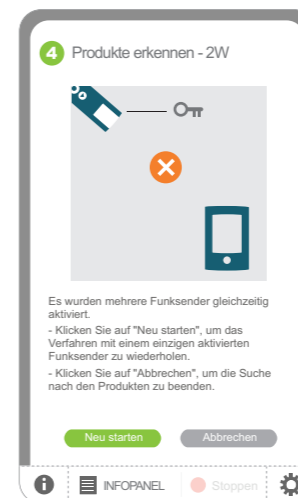 4 Produkte erkennen - 2W
Es wurden mehrere Funksender gleichzeitig
aktiviert.
- Klicken Sie auf "Neu starten", um das
Verfahren mit einem einzigen aktivierten
Funksender zu wiederholen.
- Klicken Sie auf "Abbrechen", um die Suche
nach den Produkten zu beenden.
Neu starten Abbrechen
INFOPANEL Stoppen